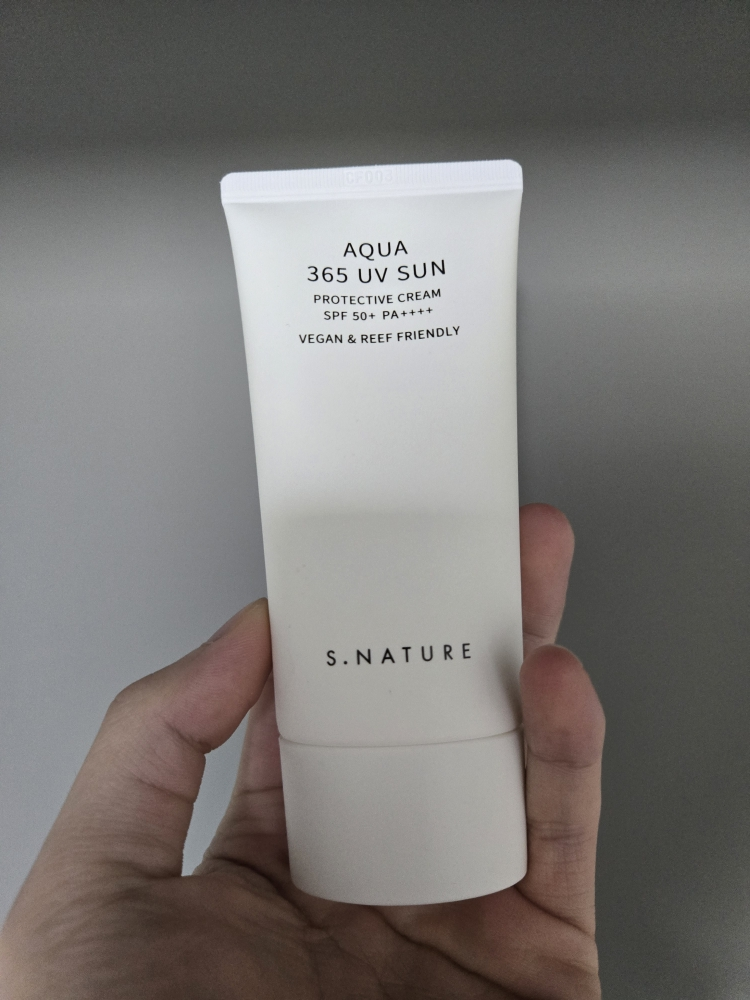 AQUA
365 UV SUN
PROTECTIVE CREAM
SPF 50+ PA++++
VEGAN & REEF FRIENDLY
S.NATURE